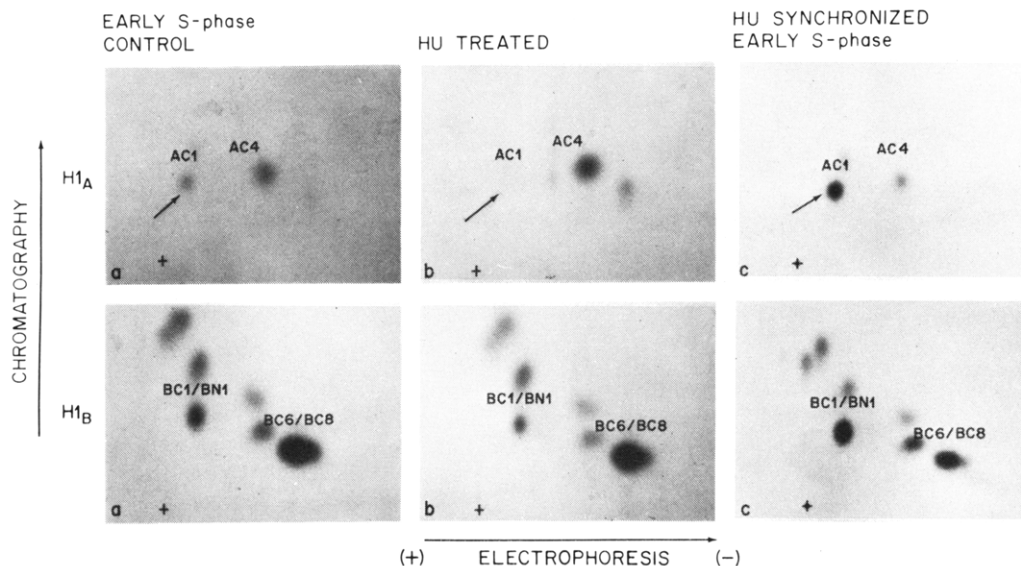 EARLY S-phase
CONTROL
HU TREATED
HU SYNCHRONIZED
EARLY S-phase
CHROMATOGRAPHY
H1A
AC1 AC4
a +
AC1 AC4
b +
AC1 AC4
c +
H1B
BC1/BN1
BC6/BC8
a +
BC1/BN1
BC6/BC8
b +
BC1/BN1
BC6/BC8
c +
(+) ELECTROPHORESIS (-)